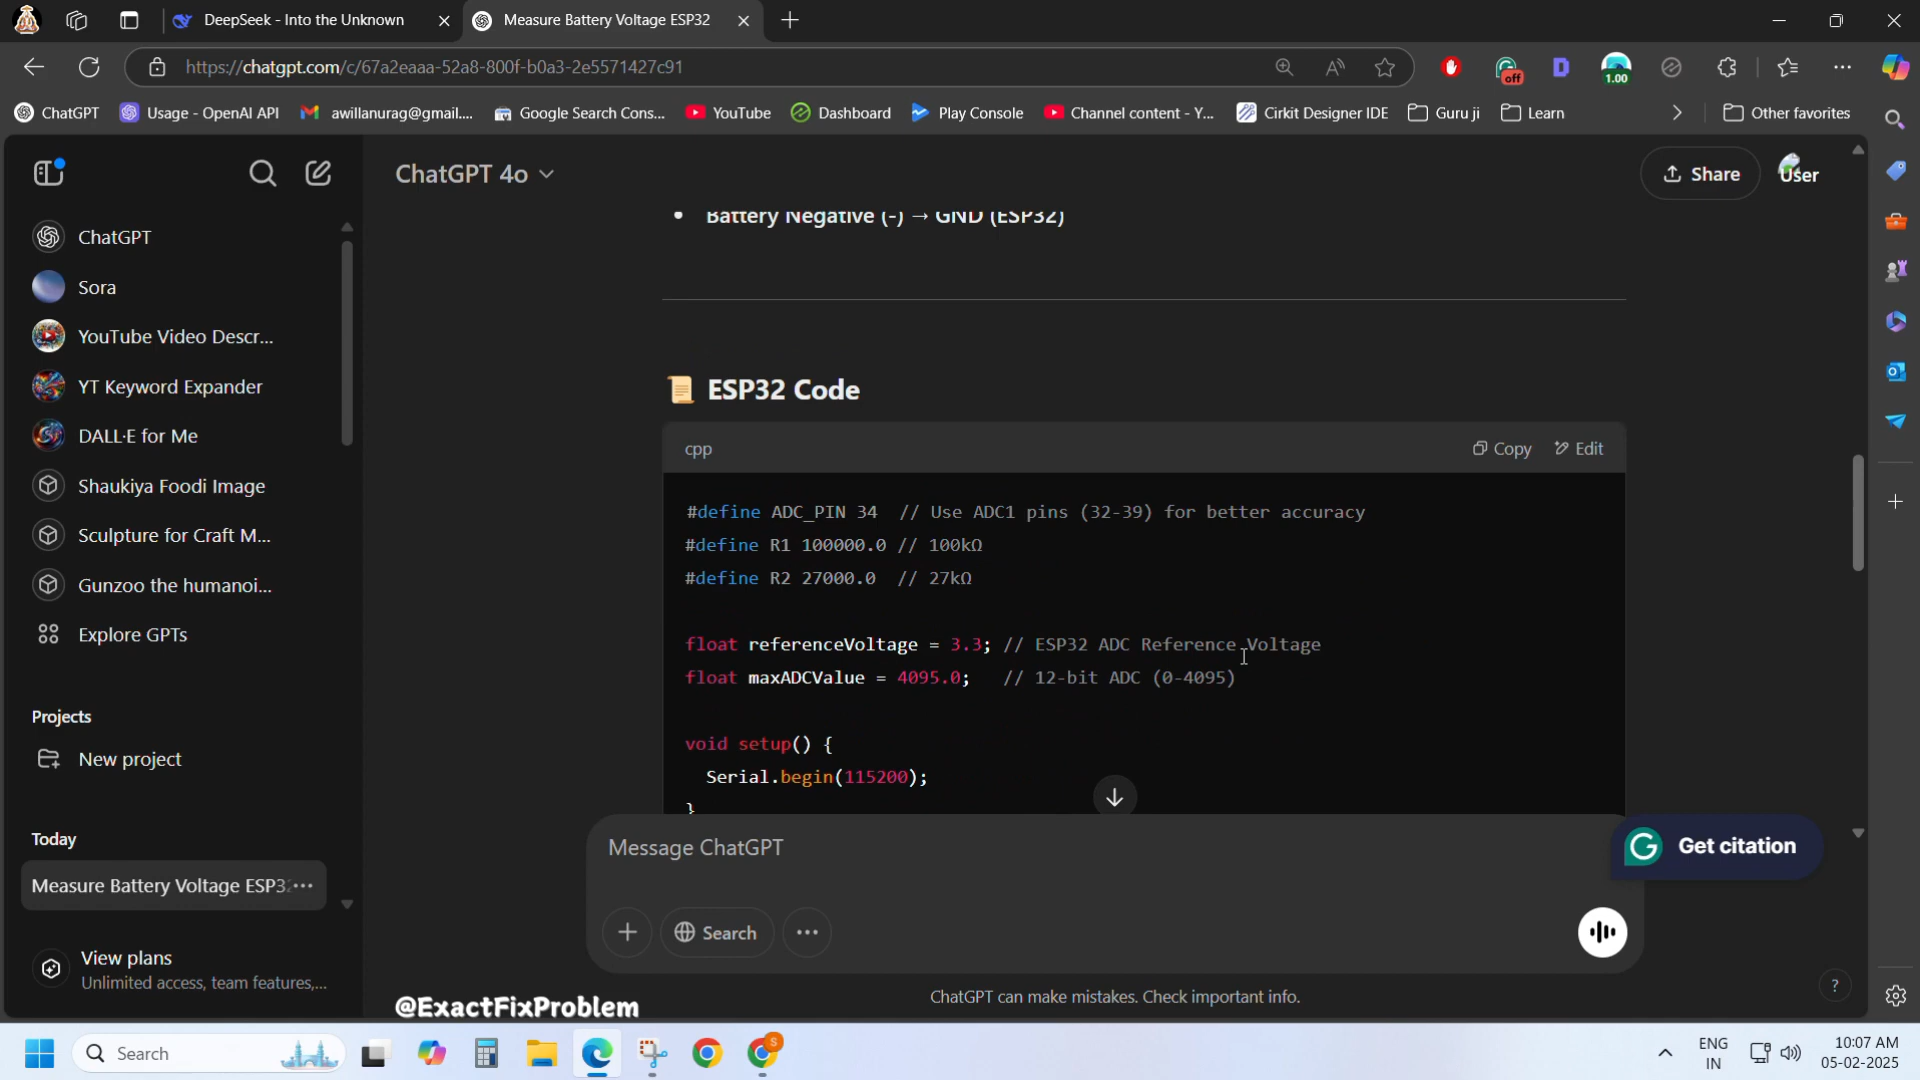 DeepSeek - Into the Unknown
Measure Battery Voltage ESP32
https://chatgpt.com/c/67a2eaaa-52a8-800f-b0a3-2e5571427c91
off
D
1.00
ChatGPT
Usage - OpenAI API
awillanurag@gmail....
Google Search Cons...
YouTube
Dashboard
Play Console
Channel content - Y...
Cirkit Designer IDE
Guru ji
Learn
Other favorites
ChatGPT 4o
Share
User
ChatGPT
Sora
YouTube Video Descr...
YT Keyword Expander
DALL·E for Me
Shaukiya Foodi Image
Sculpture for Craft M...
Gunzoo the humanoi...
Explore GPTs
Projects
New project
Today
Measure Battery Voltage ESP3
View plans
Unlimited access, team features,...
• Battery Negative (-) → GND (ESP32)
📜 ESP32 Code
cpp
Copy
Edit
#define ADC_PIN 34  // Use ADC1 pins (32-39) for better accuracy
#define R1 100000.0 // 100kΩ
#define R2 27000.0  // 27kΩ
float referenceVoltage = 3.3; // ESP32 ADC Reference Voltage
float maxADCValue = 4095.0;   // 12-bit ADC (0-4095)
void setup() {
  Serial.begin(115200);
}
Message ChatGPT
Search
Get citation
G
?
ChatGPT can make mistakes. Check important info.
@ExactFixProblem
Search
S
ENG
IN
10:07 AM
05-02-2025